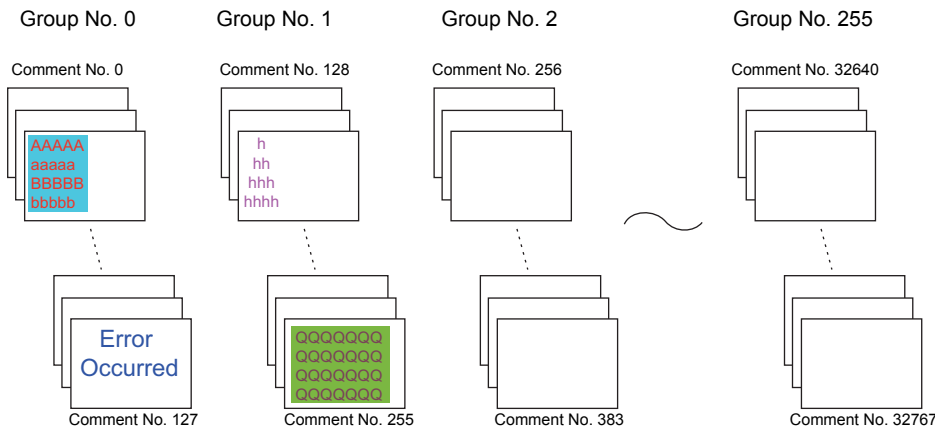 Group No. 0
Group No. 1
Group No. 2
Group No. 255
Comment No. 0
Comment No. 128
Comment No. 256
Comment No. 32640
AAAAA
aaaaa
BBBBB
bbbbb
h
hh
hhh
hhhh
Error
Occurred
QQQQQQQ
QQQQQQQ
QQQQQQQ
QQQQQQQ
Comment No. 127
Comment No. 255
Comment No. 383
Comment No. 32767